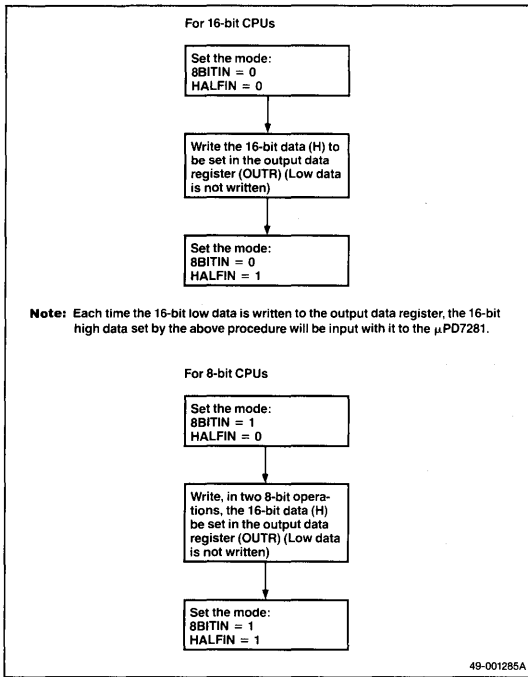 For 16-bit CPUs
Set the mode:
8BITIN = 0
HALFIN = 0
Write the 16-bit data (H) to
be set in the output data
register (OUTR) (Low data
is not written)
Set the mode:
8BITIN = 0
HALFIN = 1
Note: Each time the 16-bit low data is written to the output data register, the 16-bit
high data set by the above procedure will be input with it to the µPD7281.
For 8-bit CPUs
Set the mode:
8BITIN = 1
HALFIN = 0
Write, in two 8-bit opera-
tions, the 16-bit data (H)
be set in the output data
register (OUTR) (Low data
is not written)
Set the mode:
8BITIN = 1
HALFIN = 1
49-001285A